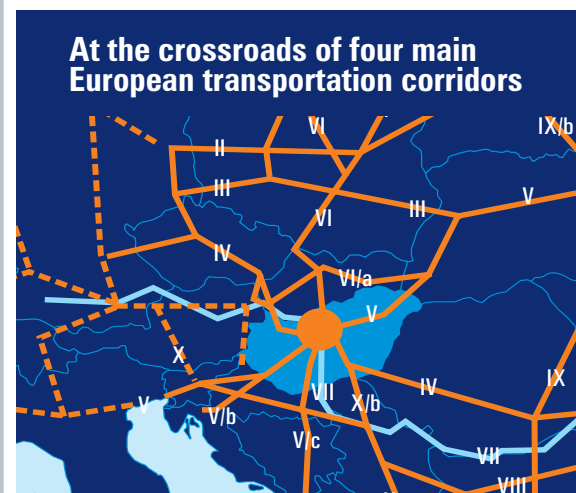 At the crossroads of four main
European transportation corridors
VI
IX/b
II
III
V
III
VI
IV
VI/a
V
X
IV
IX
VII
X/b
V
V/b
V/c
VII
VIII